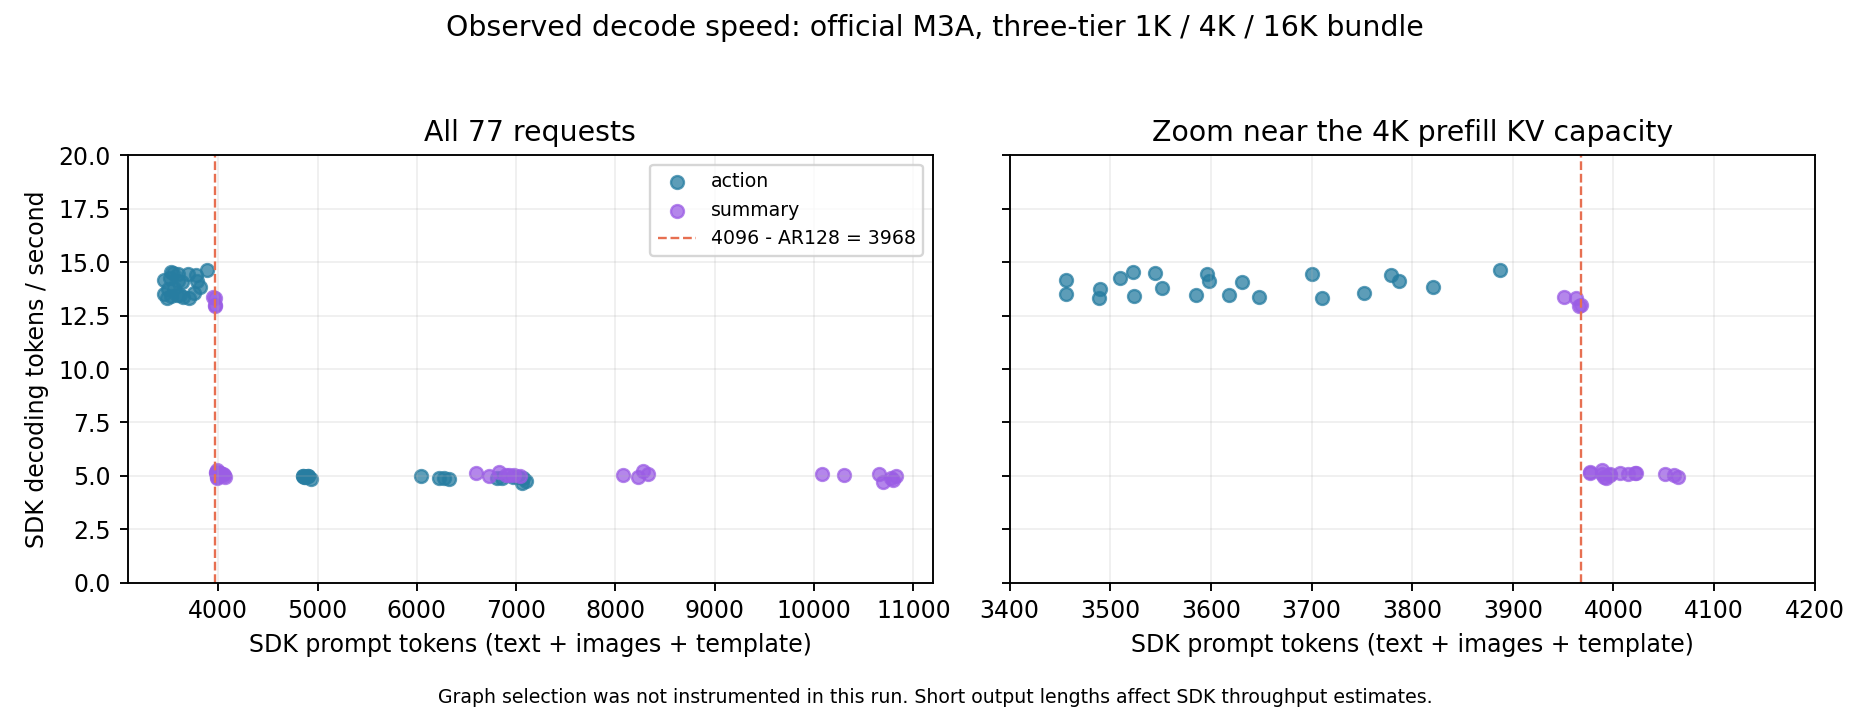 Observed decode speed: official M3A, three-tier 1K / 4K / 16K bundle
All 77 requests
SDK decoding tokens / second
20.0
17.5
15.0
12.5
10.0
7.5
5.0
2.5
0.0
action
summary
4096 - AR128 = 3968
4000 5000 6000 7000 8000 9000 10000 11000
SDK prompt tokens (text + images + template)
Zoom near the 4K prefill KV capacity
3400 3500 3600 3700 3800 3900 4000 4100 4200
SDK prompt tokens (text + images + template)
Graph selection was not instrumented in this run. Short output lengths affect SDK throughput estimates.